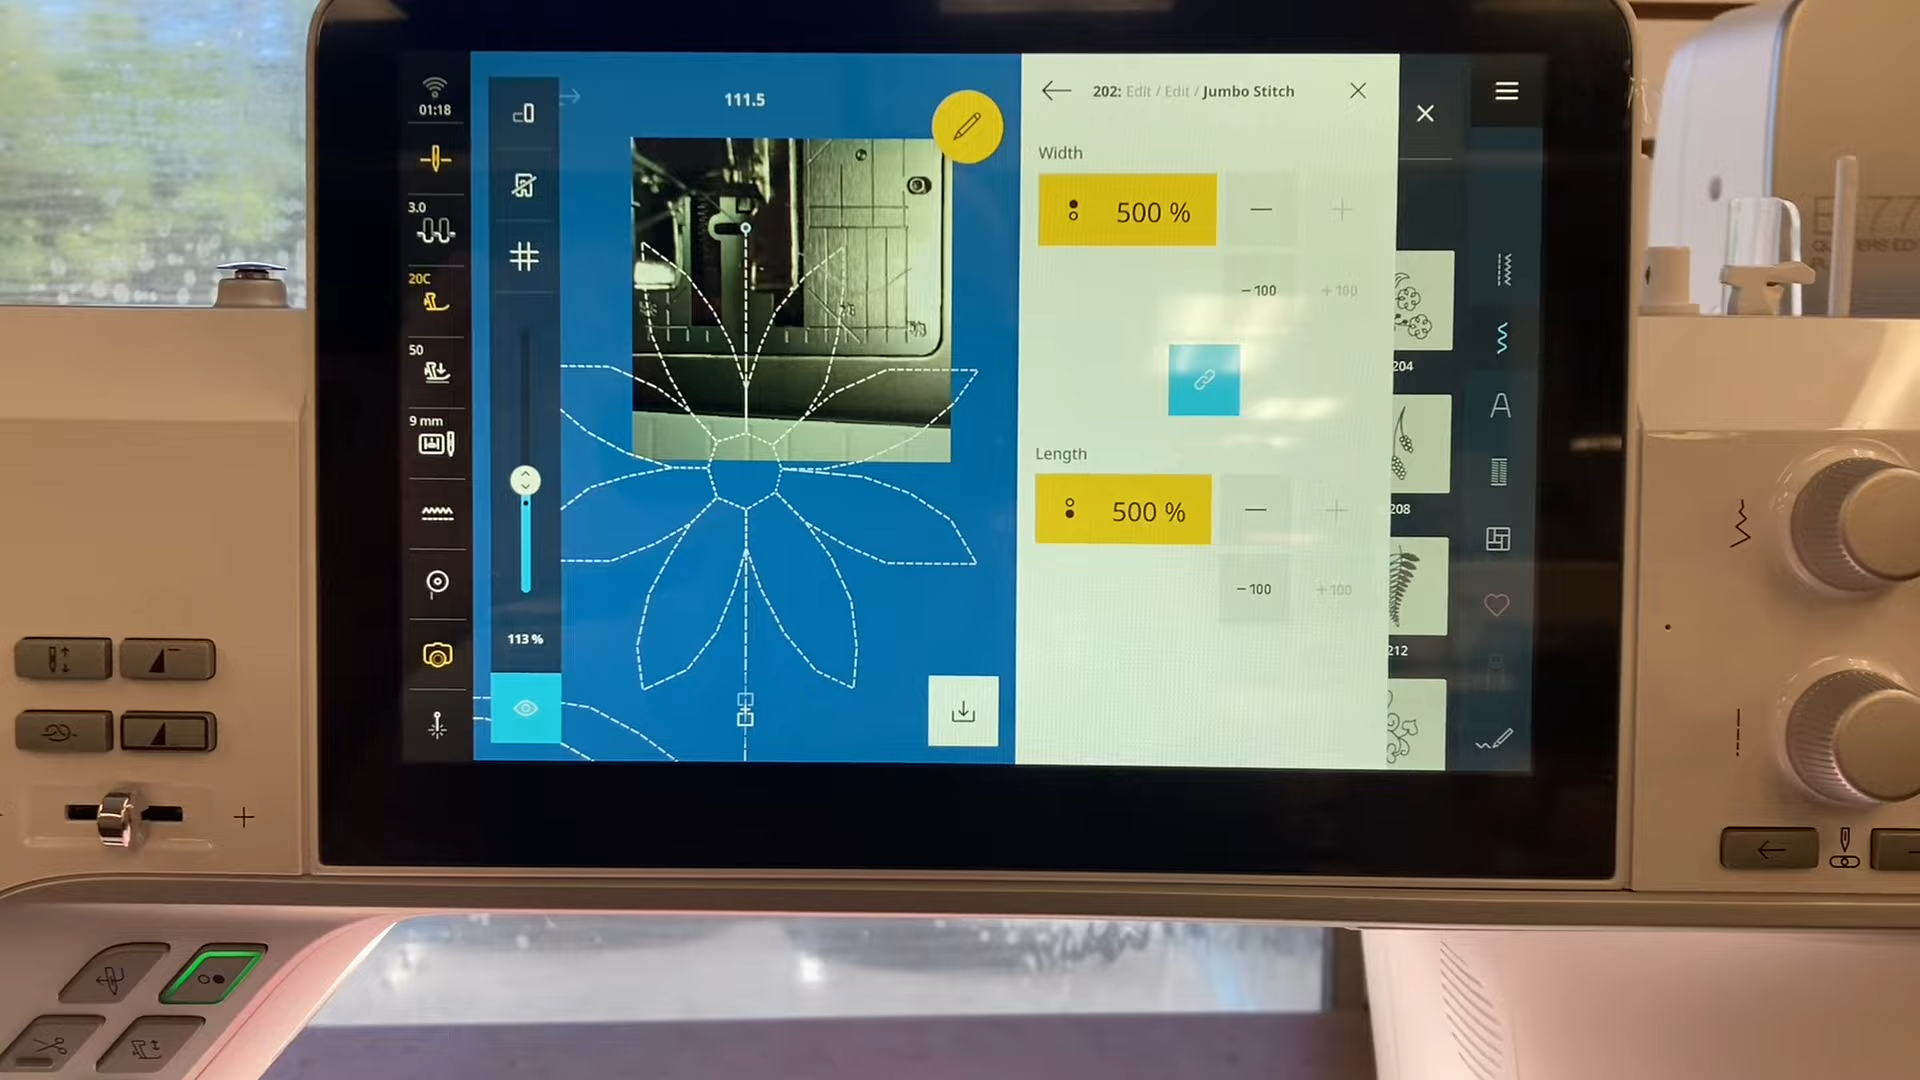 01:18
3.0
20C
50
9 mm
111.5
113 %
202: Edit / Edit / Jumbo Stitch
Width
500 %
-100
+100
Length
500 %
-100
+100
204
208
212